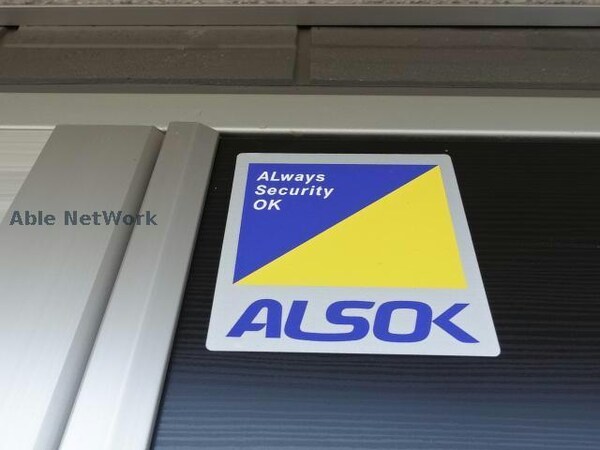 ALways
Security
OK
Able NetWork
ALSOK